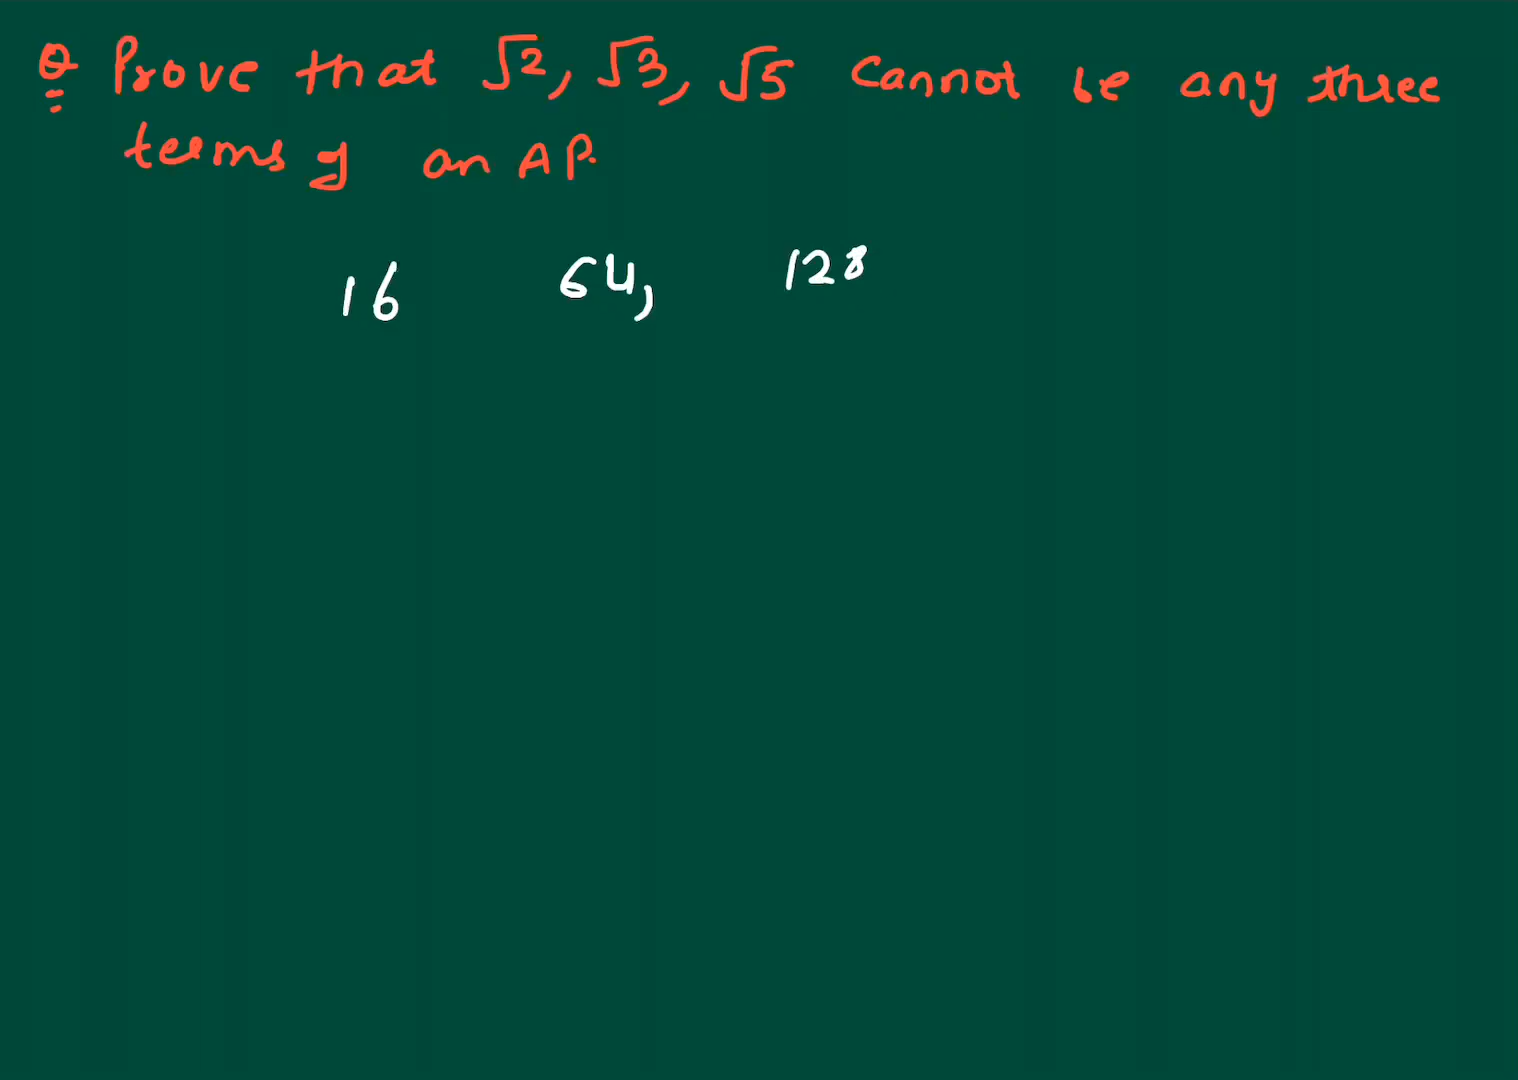 Q Prove that √2, √3, √5 cannot be any three
terms of an AP.
16 64, 128